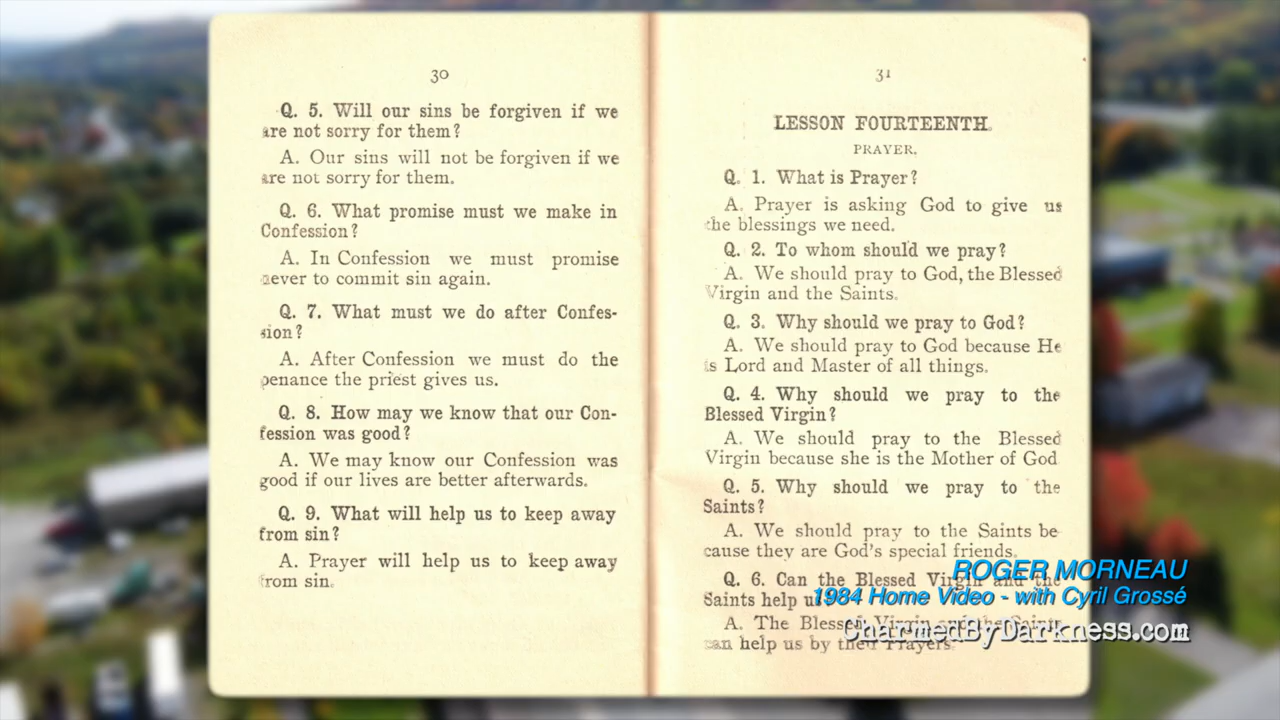 30
Q. 5. Will our sins be forgiven if we
are not sorry for them?
A. Our sins will not be forgiven if we
are not sorry for them.
Q. 6. What promise must we make in
Confession?
A. In Confession we must promise
never to commit sin again.
Q. 7. What must we do after Confes-
sion?
A. After Confession we must do the
penance the priest gives us.
Q. 8. How may we know that our Con-
fession was good?
A. We may know our Confession was
good if our lives are better afterwards.
Q. 9. What will help us to keep away
from sin?
A. Prayer will help us to keep away
from sin.
31
LESSON FOURTEENTH.
PRAYER.
Q. 1. What is Prayer?
A. Prayer is asking God to give us
the blessings we need.
Q. 2. To whom should we pray?
A. We should pray to God, the Blessed
Virgin and the Saints.
Q. 3. Why should we pray to God?
A. We should pray to God because He
is Lord and Master of all things.
Q. 4. Why should we pray to the
Blessed Virgin?
A. We should pray to the Blessed
Virgin because she is the Mother of God
Q. 5. Why should we pray to the
Saints?
A. We should pray to the Saints be
cause they are God's special friends.
Q. 6. Can the Blessed Virgin and the
Saints help us?
A. The Blessed Virgin and the Saints
can help us by their Prayers.
ROGER MORNEAU
1984 Home Video - with Cyril Grossé
CharmedByDarkness.com